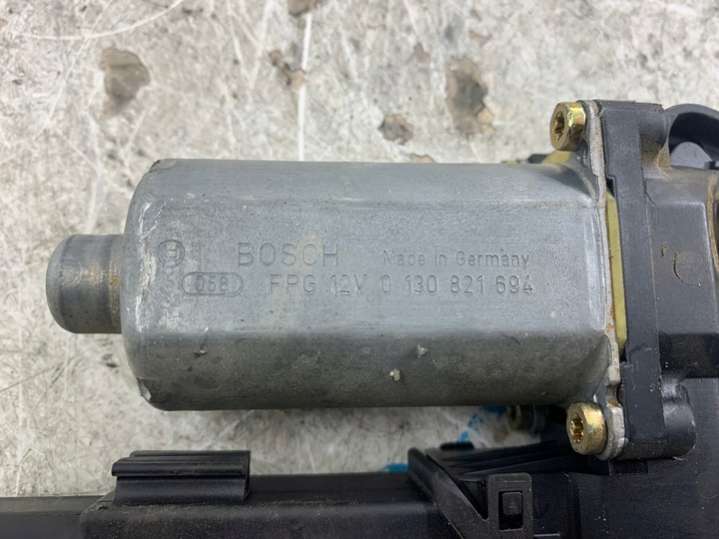 BOSCH Made in Germany
058 FPG 12V 0 130 821 694